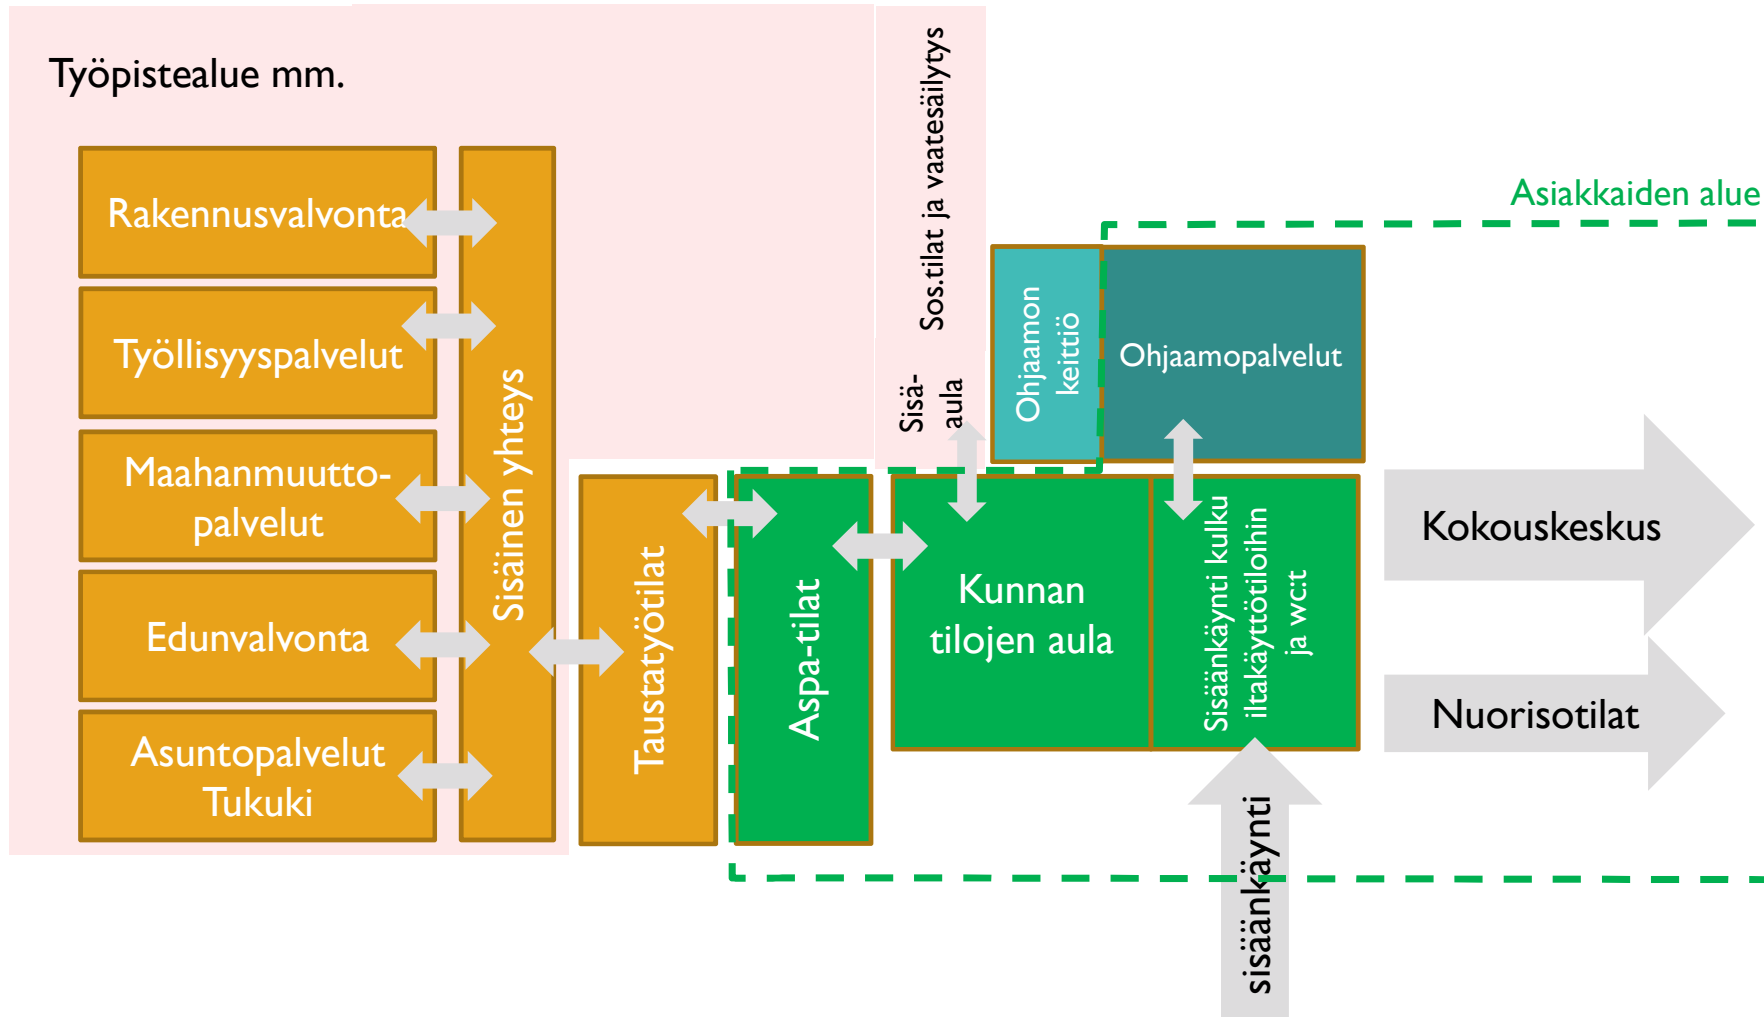 Työpistealue mm.
Rakennusvalvonta
Työllisyyspalvelut
Maahanmuutto-
palvelut
Edunvalvonta
Asuntopalvelut
Tukuki
Sisäinen yhteys
Taustatyötilat
Aspa-tilat
Sos.tilat ja vaatesäilytys
Sisä-
aula
Kunnan
tilojen aula
Ohjaamon
keittiö
Ohjaamopalvelut
Sisäänkäynti kulku
iltakäyttötiloihin
ja wc:t
sisäänkäynti
Asiakkaiden alue
Kokouskeskus
Nuorisotilat